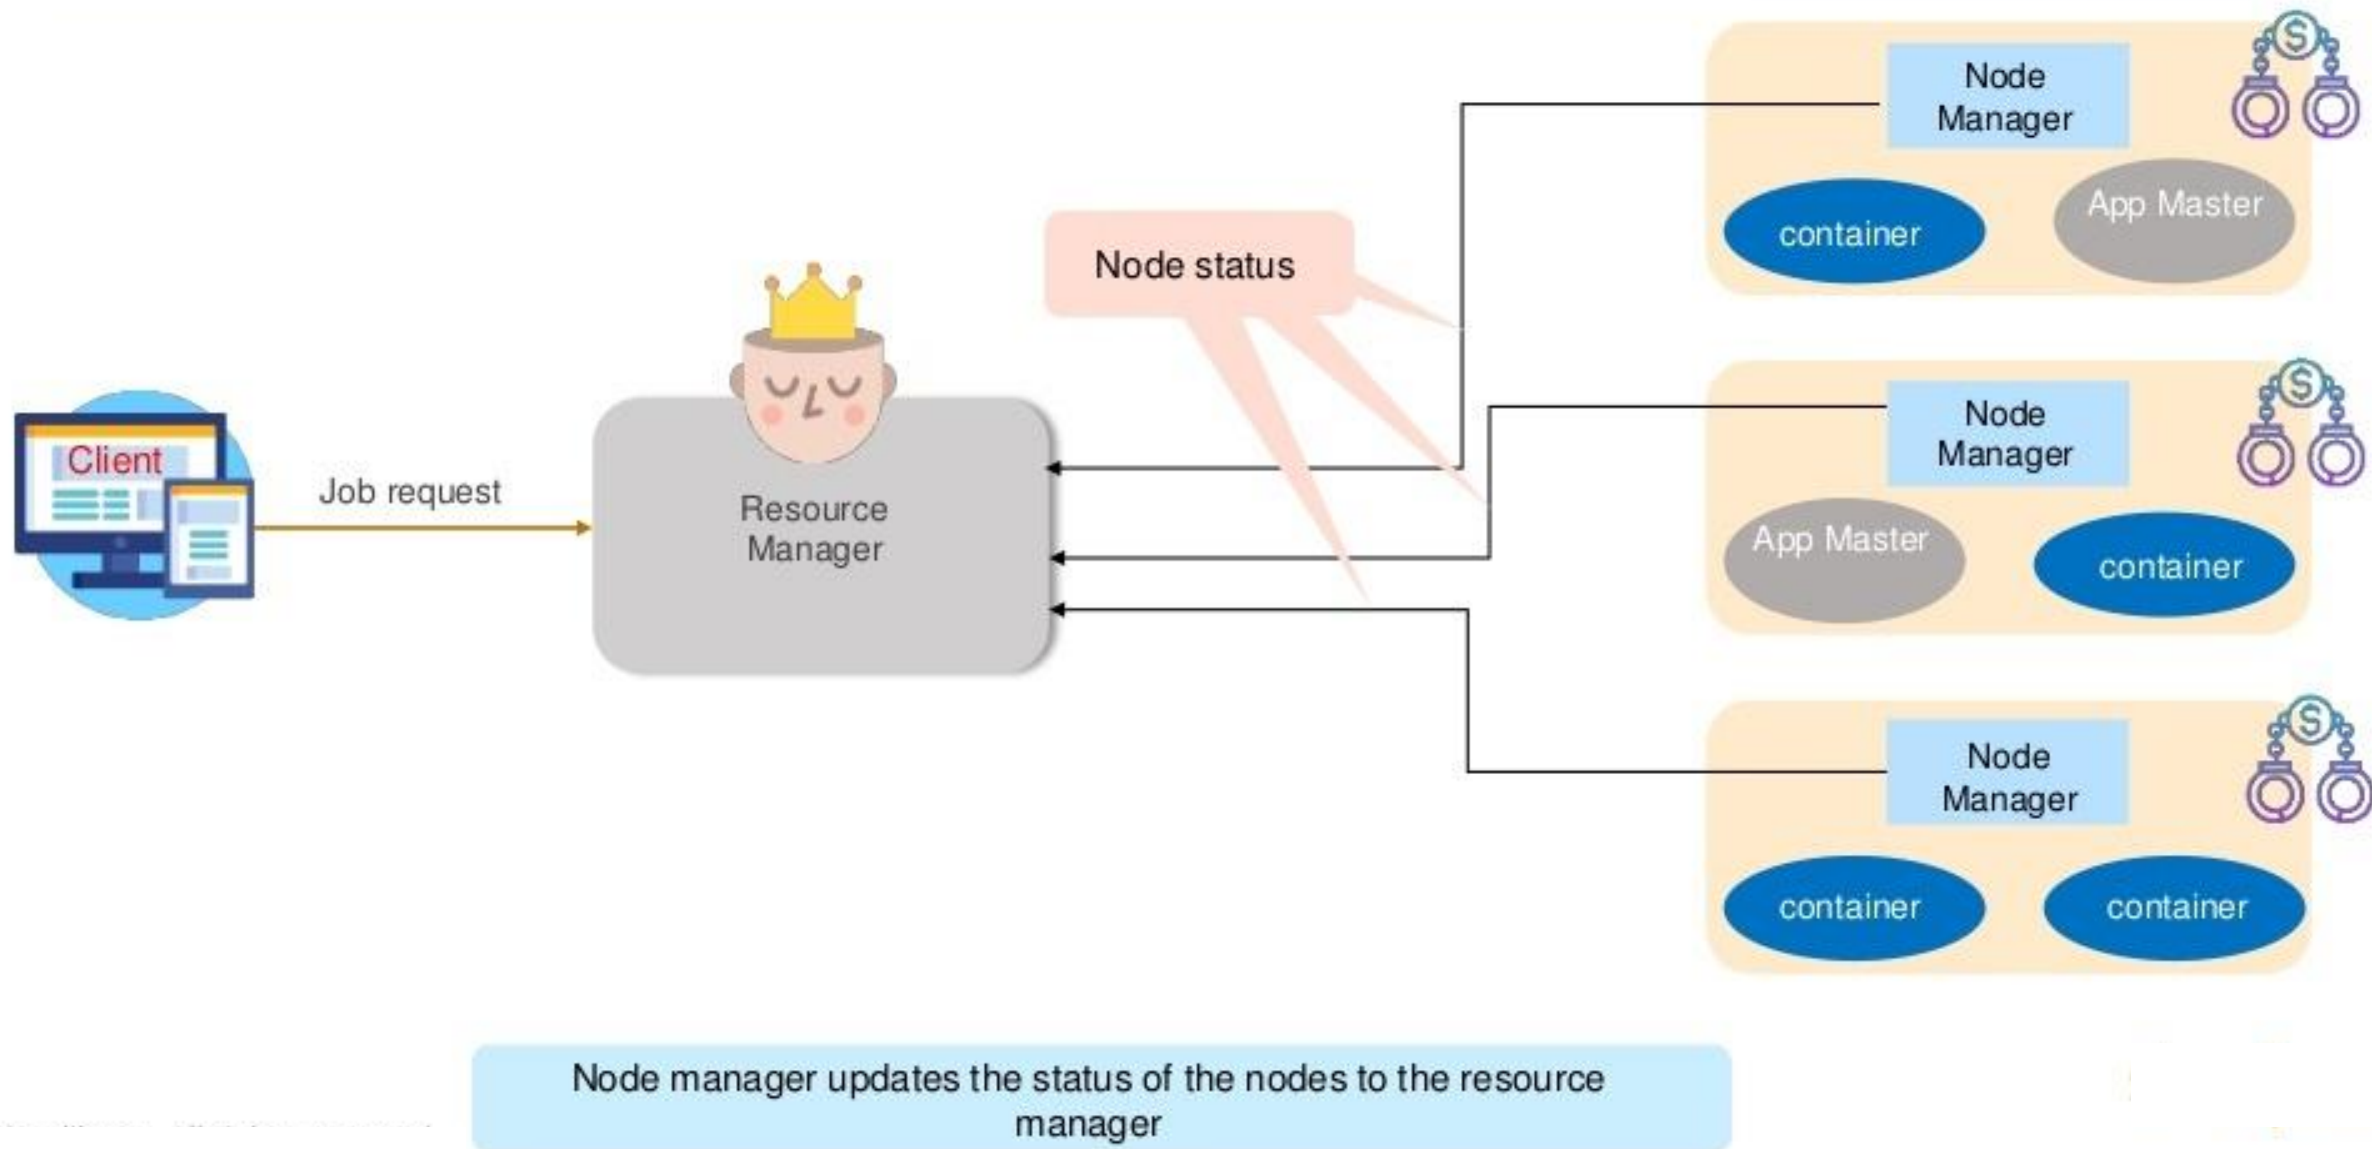 Node
Manager
container
App Master
Node status
Client
Job request
Resource
Manager
Node
Manager
App Master
container
Node
Manager
container
container
Node manager updates the status of the nodes to the resource
manager